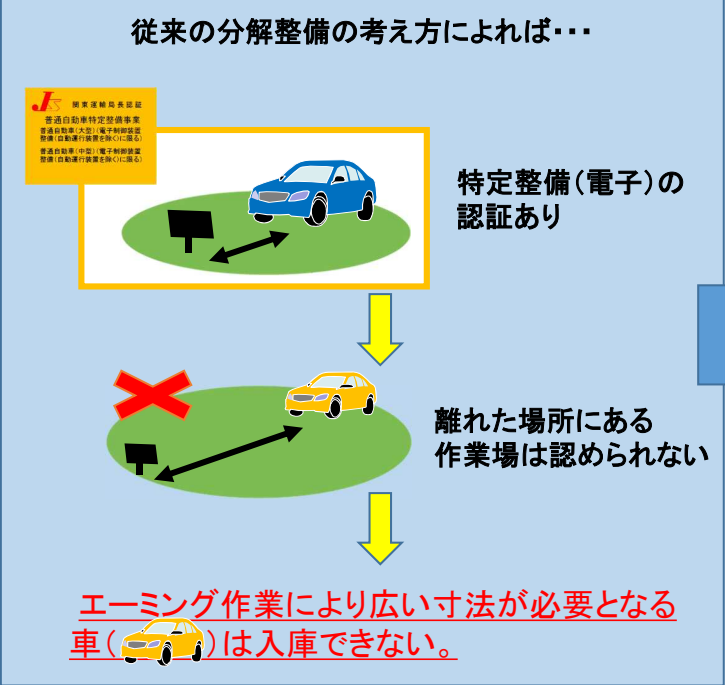 従来の分解整備の考え方によれば・・・
関東運輸局長認証
普通自動車特定整備事業
普通自動車(大型)(電子制御装置
整備(自動運行装置を除く)に限る)
普通自動車(中型)(電子制御装置
整備(自動運行装置を除く)に限る)
特定整備(電子)の
認証あり
離れた場所にある
作業場は認められない
エーミング作業により広い寸法が必要となる
車( )は入庫できない。